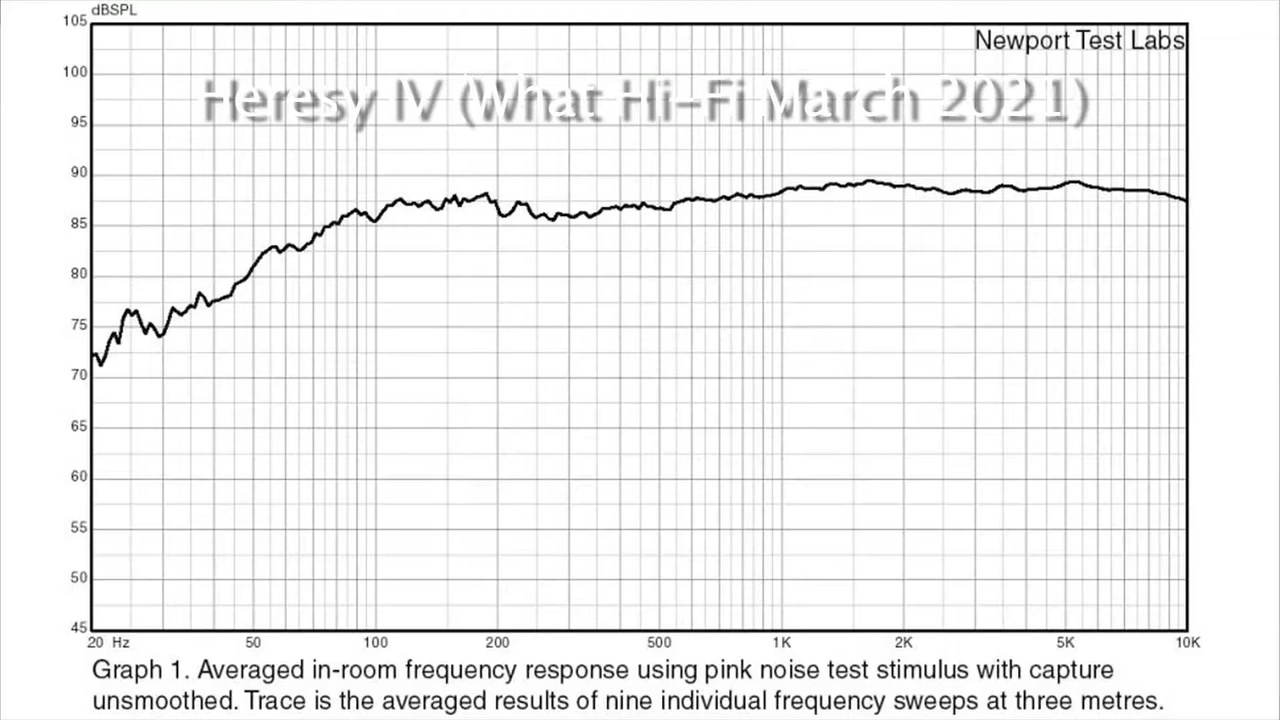 dBSPL
105
Newport Test Labs
100
Heresy IV (What Hi-Fi March 2021)
95
90
85
80
75
70
65
60
55
50
45
20 Hz 50 100 200 500 1K 2K 5K 10K
Graph 1. Averaged in-room frequency response using pink noise test stimulus with capture
unsmoothed. Trace is the averaged results of nine individual frequency sweeps at three metres.